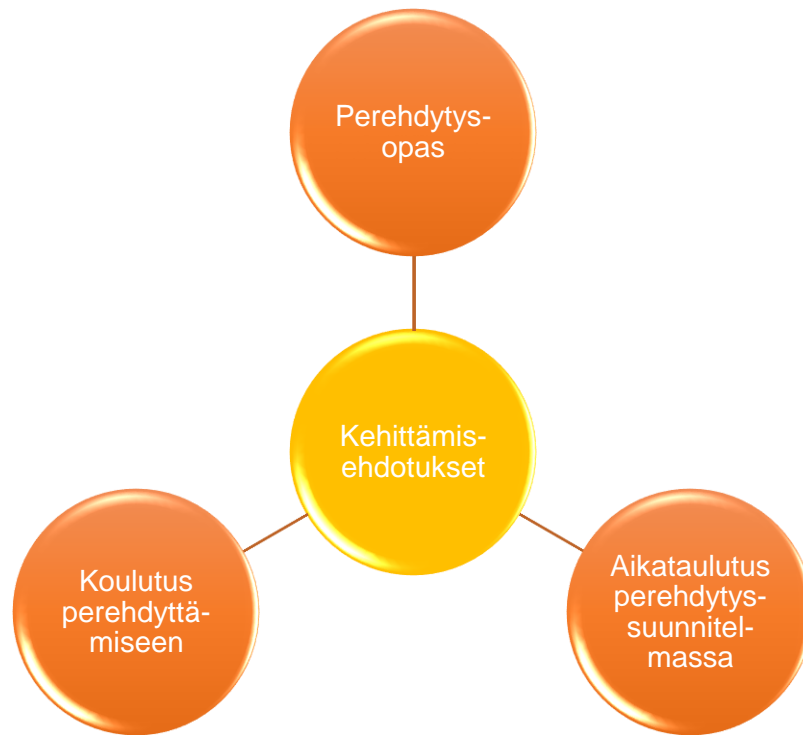 Perehdytys-
opas
Kehittämis-
ehdotukset
Koulutus
perehdyttä-
miseen
Aikataulutus
perehdytys-
suunnitel-
massa